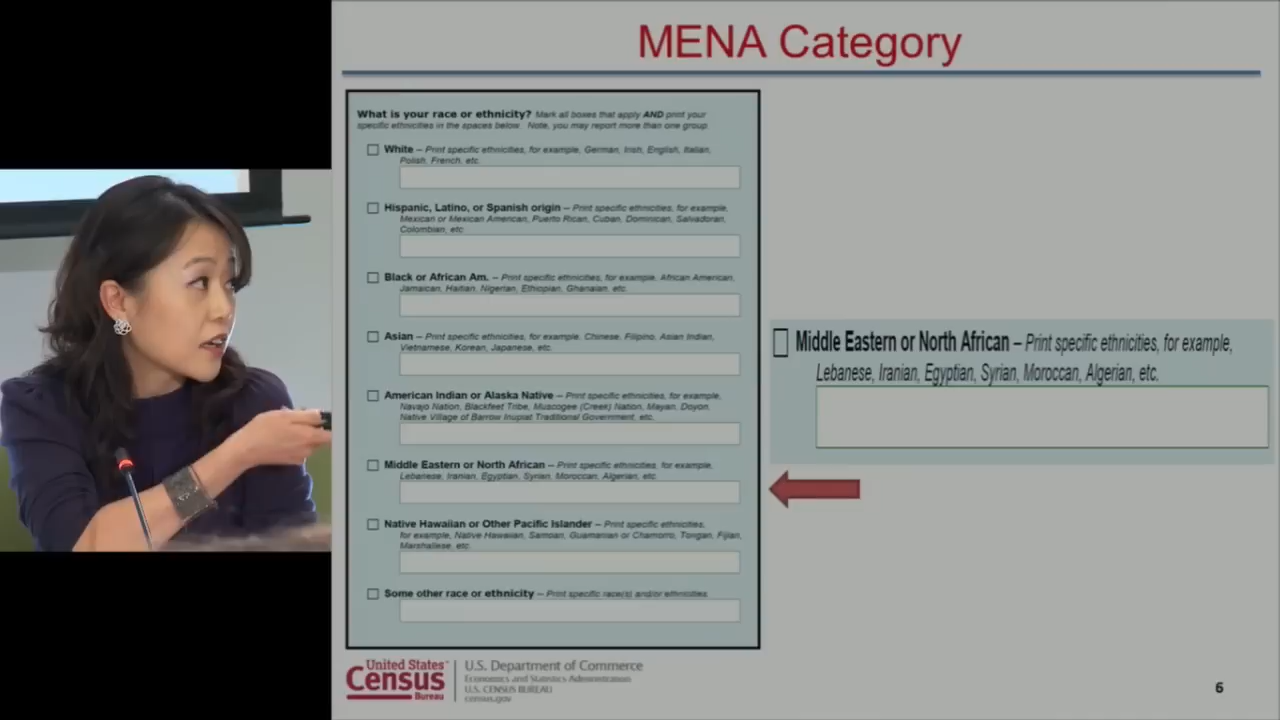 MENA Category
What is your race or ethnicity? Mark all boxes that apply AND print your
specific ethnicities in the spaces below. Note, you may report more than one group.
White – Print specific ethnicities, for example, German, Irish, English, Italian,
Polish, French, etc.
Hispanic, Latino, or Spanish origin – Print specific ethnicities, for example,
Mexican or Mexican American, Puerto Rican, Cuban, Dominican, Salvadoran,
Colombian, etc.
Black or African Am. – Print specific ethnicities, for example, African American,
Jamaican, Haitian, Nigerian, Ethiopian, Ghanaian, etc.
Asian – Print specific ethnicities, for example, Chinese, Filipino, Asian Indian,
Vietnamese, Korean, Japanese, etc.
American Indian or Alaska Native – Print specific ethnicities, for example,
Navajo Nation, Blackfeet Tribe, Muscogee (Creek) Nation, Mayan, Doyon,
Native Village of Barrow Inupiat Traditional Government, etc.
Middle Eastern or North African – Print specific ethnicities, for example,
Lebanese, Iranian, Egyptian, Syrian, Moroccan, Algerian, etc.
Native Hawaiian or Other Pacific Islander – Print specific ethnicities,
for example, Native Hawaiian, Samoan, Guamanian or Chamorro, Tongan, Fijian,
Marshallese, etc.
Some other race or ethnicity – Print specific race(s) and/or ethnicities
Middle Eastern or North African – Print specific ethnicities, for example,
Lebanese, Iranian, Egyptian, Syrian, Moroccan, Algerian, etc.
United States
Census
Bureau
U.S. Department of Commerce
Economics and Statistics Administration
U.S. CENSUS BUREAU
census.gov
6